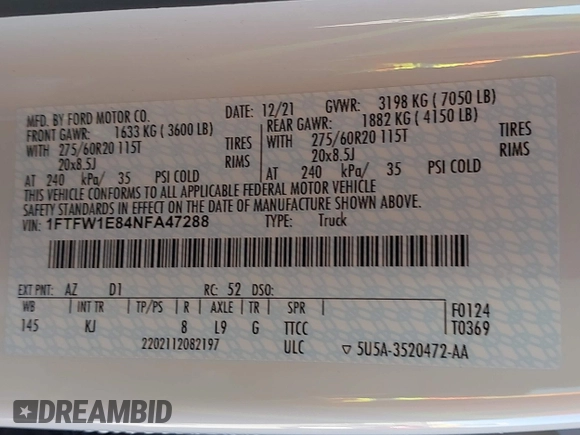 MFD. BY FORD MOTOR CO. DATE: 12/21 GVWR: 3198 KG ( 7050 LB)
FRONT GAWR: 1633 KG ( 3600 LB) REAR GAWR: 1882 KG ( 4150 LB)
WITH 275/60R20 115T TIRES WITH 275/60R20 115T TIRES
20x8.5J RIMS 20x8.5J RIMS
AT 240 kPa/ 35 PSI COLD AT 240 kPa/ 35 PSI COLD
THIS VEHICLE CONFORMS TO ALL APPLICABLE FEDERAL MOTOR VEHICLE
SAFETY STANDARDS IN EFFECT ON THE DATE OF MANUFACTURE SHOWN ABOVE.
VIN: 1FTFW1E84NFA47288 TYPE: Truck
EXT PNT: AZ D1 RC: 52 DSO:
WB INT TR TP/PS R AXLE TR SPR F0124
145 KJ 8 L9 G TTCC T0369
2202112082197 ULC ▽ 5U5A-3520472-AA
DREAMBID